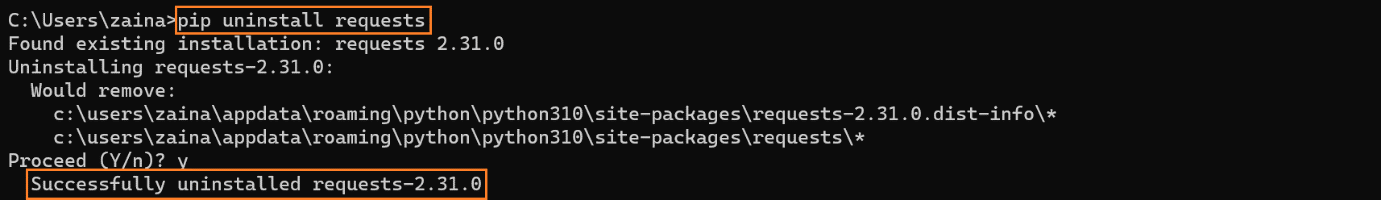 C:\Users\zaina>pip uninstall requests
Found existing installation: requests 2.31.0
Uninstalling requests-2.31.0:
  Would remove:
    c:\users\zaina\appdata\roaming\python\python310\site-packages\requests-2.31.0.dist-info\*
    c:\users\zaina\appdata\roaming\python\python310\site-packages\requests\*
Proceed (Y/n)? y
  Successfully uninstalled requests-2.31.0